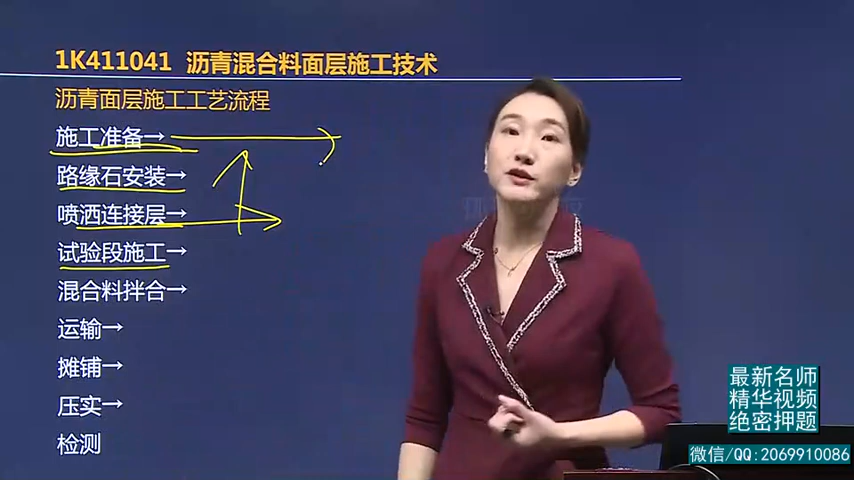 1K411041 沥青混合料面层施工技术
沥青面层施工工艺流程
施工准备→
路缘石安装→
喷洒连接层→
试验段施工→
混合料拌合→
运输→
摊铺→
压实→
检测
最新名师
精华视频
绝密押题
微信/QQ:2069910086